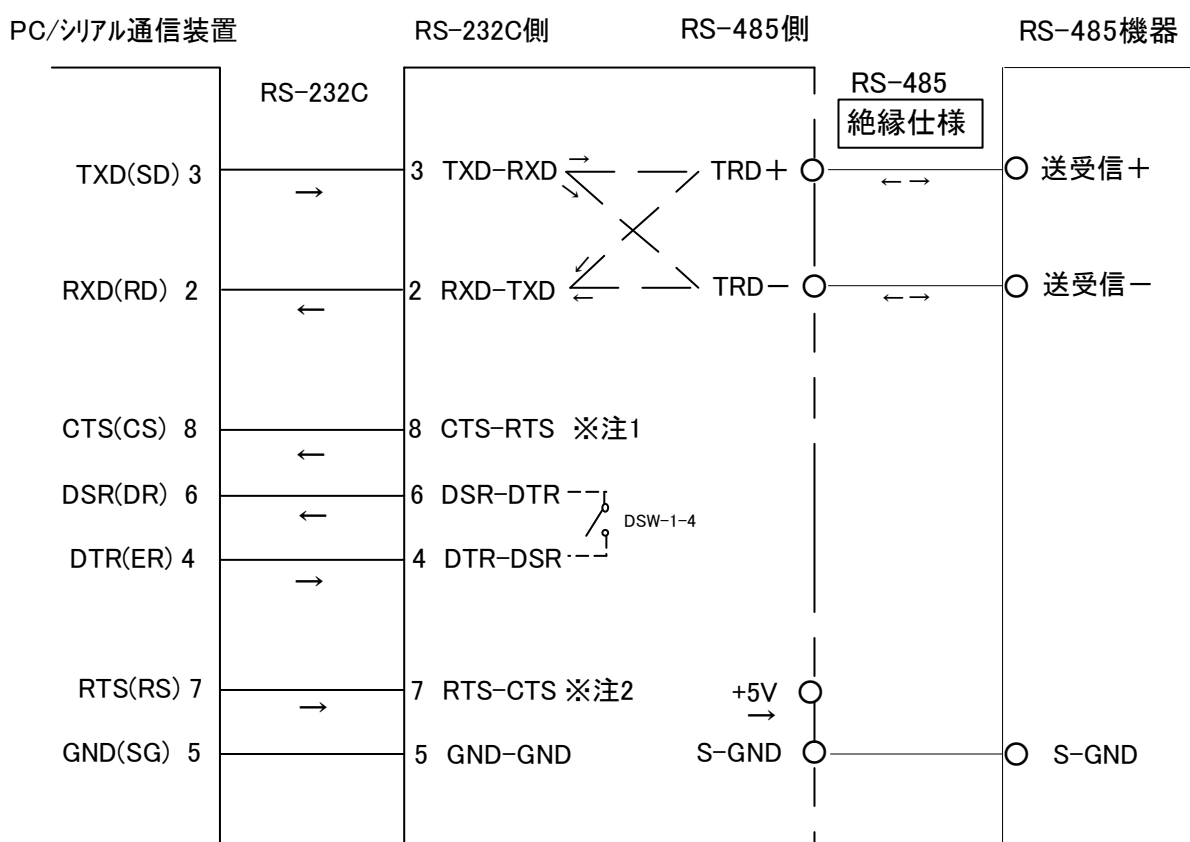 PC/シリアル通信装置 RS-232C側 RS-485側 RS-485機器
RS-232C RS-485
絶縁仕様
TXD(SD) 3 → 3 TXD-RXD → TRD+ ←→ 送受信+
RXD(RD) 2 ← 2 RXD-TXD ← TRD- ←→ 送受信-
CTS(CS) 8 ← 8 CTS-RTS ※注1
DSR(DR) 6 ← 6 DSR-DTR
DSW-1-4
DTR(ER) 4 → 4 DTR-DSR
RTS(RS) 7 → 7 RTS-CTS ※注2 +5V →
GND(SG) 5 5 GND-GND S-GND S-GND